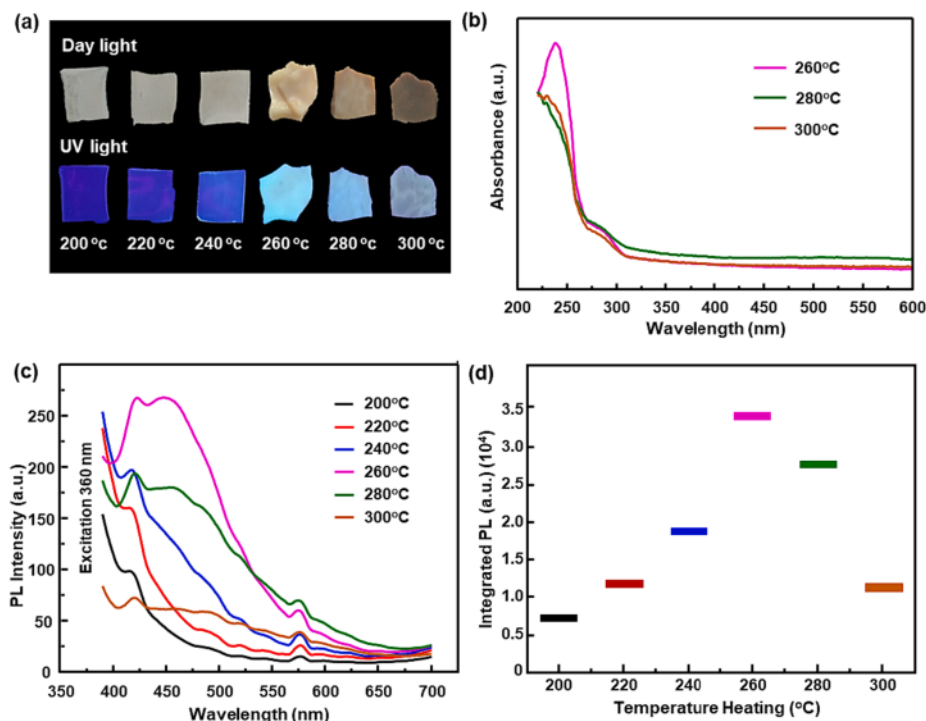 (a)
Day light
UV light
200 °c 220 °c 240 °c 260 °c 280 °c 300 °c
(b)
Absorbance (a.u.)
260°C
280°C
300°C
200 250 300 350 400 450 500 550 600
Wavelength (nm)
(c)
PL Intensity (a.u.)
250
200
150
100
50
0
Excitation 360 nm
200°C
220°C
240°C
260°C
280°C
300°C
350 400 450 500 550 600 650 700
Wavelength (nm)
(d)
Integrated PL (a.u.) (10⁴)
3.5
3.0
2.5
2.0
1.5
1.0
0.5
0
200 220 240 260 280 300
Temperature Heating (°C)